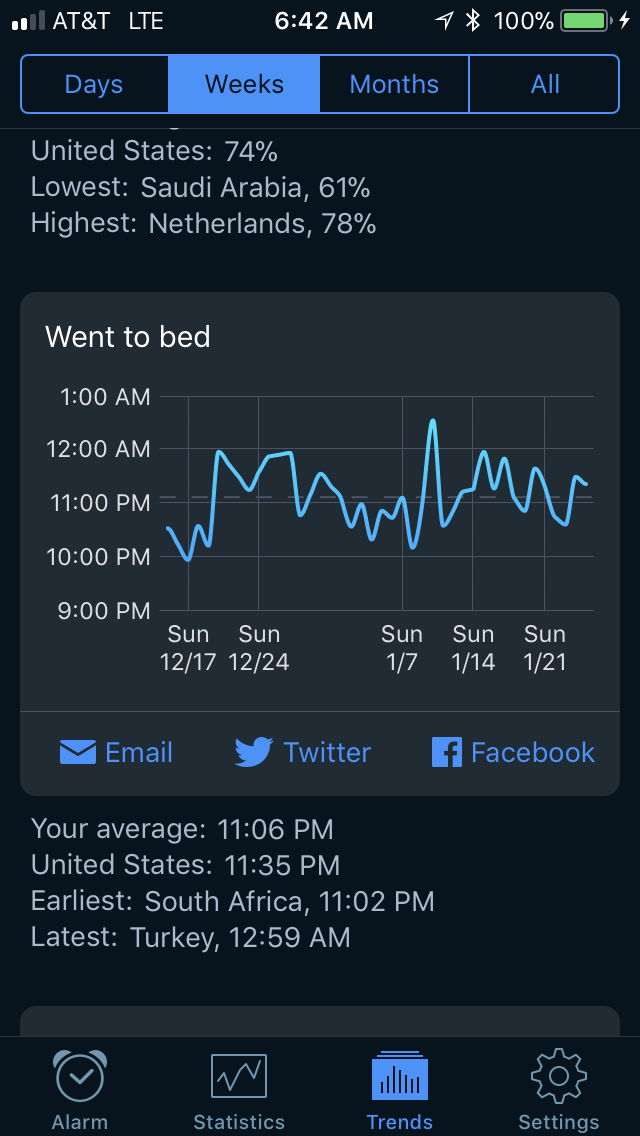 AT&T LTE 6:42 AM 100%
Days Weeks Months All
United States: 74%
Lowest: Saudi Arabia, 61%
Highest: Netherlands, 78%
Went to bed
1:00 AM
12:00 AM
11:00 PM
10:00 PM
9:00 PM
Sun Sun Sun Sun Sun
12/17 12/24 1/7 1/14 1/21
Email Twitter Facebook
Your average: 11:06 PM
United States: 11:35 PM
Earliest: South Africa, 11:02 PM
Latest: Turkey, 12:59 AM
Alarm Statistics Trends Settings